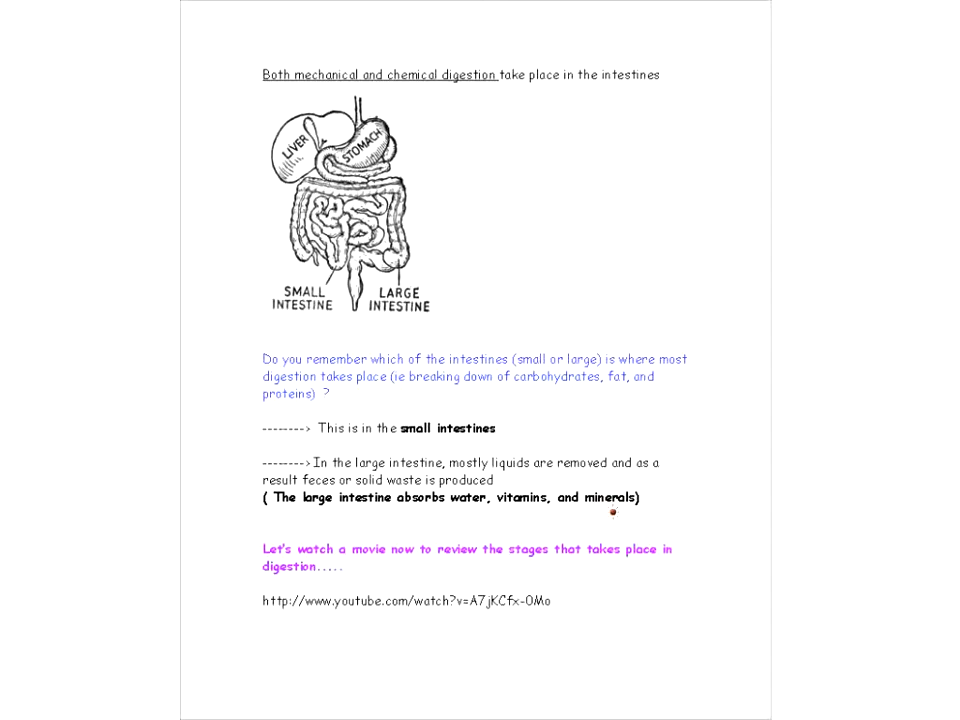 Both mechanical and chemical digestion take place in the intestines
LIVER
STOMACH
SMALL
INTESTINE
LARGE
INTESTINE
Do you remember which of the intestines (small or large) is where most
digestion takes place (ie breaking down of carbohydrates, fat, and
proteins)  ?
--------> This is in the small intestines
--------> In the large intestine, mostly liquids are removed and as a
result feces or solid waste is produced
( The large intestine absorbs water, vitamins, and minerals)
Let's watch a movie now to review the stages that takes place in
digestion.....
http://www.youtube.com/watch?v=A7jKCfx-0Mo